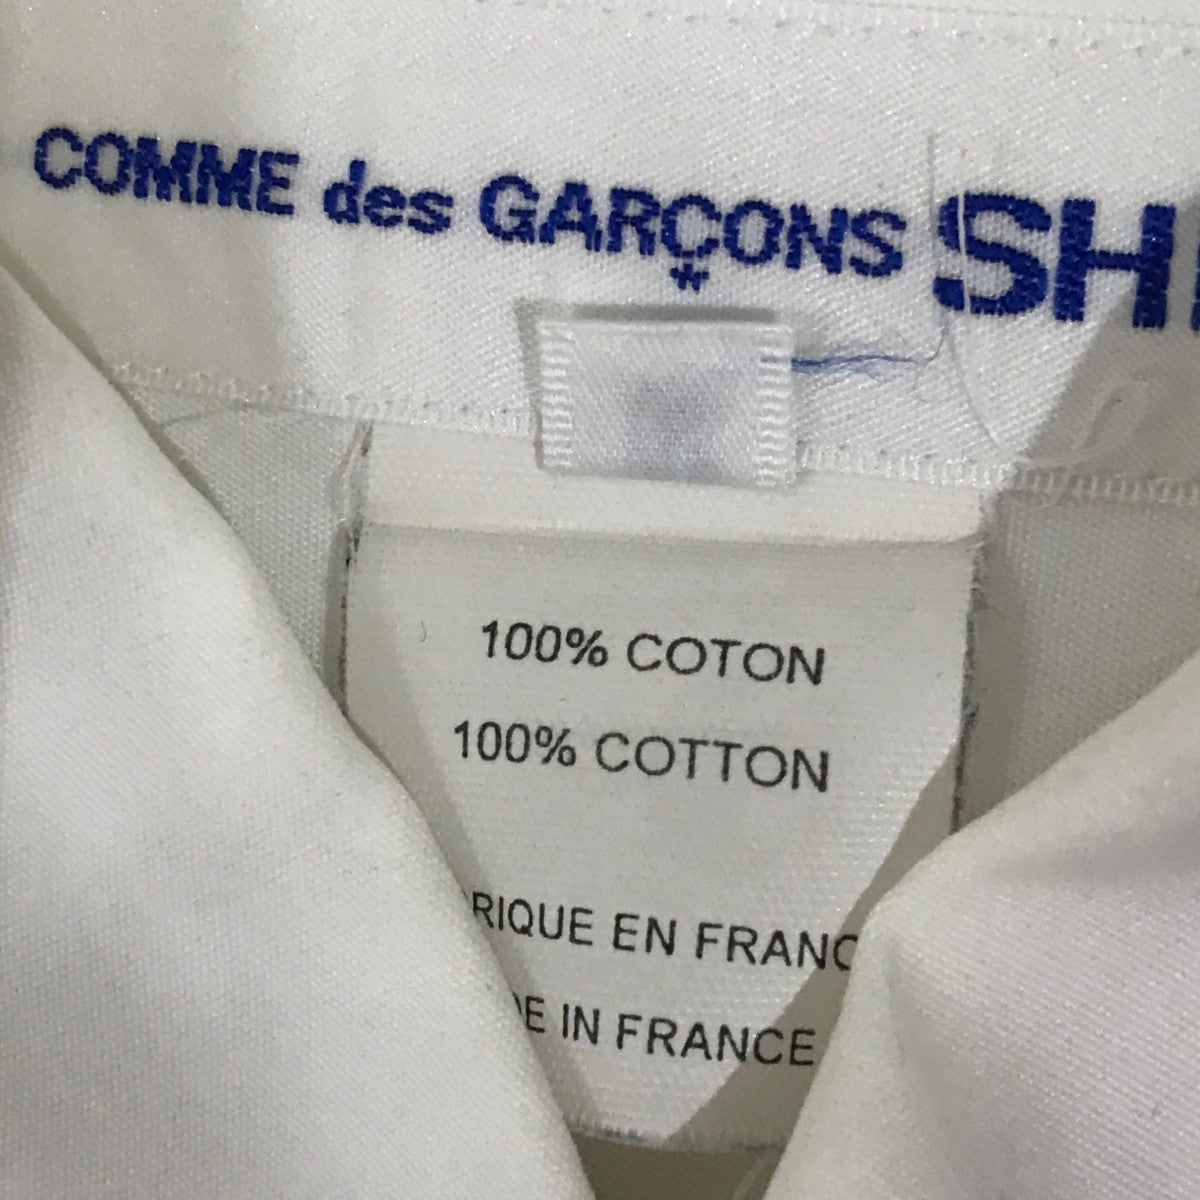 COMME des GARÇONS SH
100% COTON
100% COTTON
RIQUE EN FRANC
DE IN FRANCE